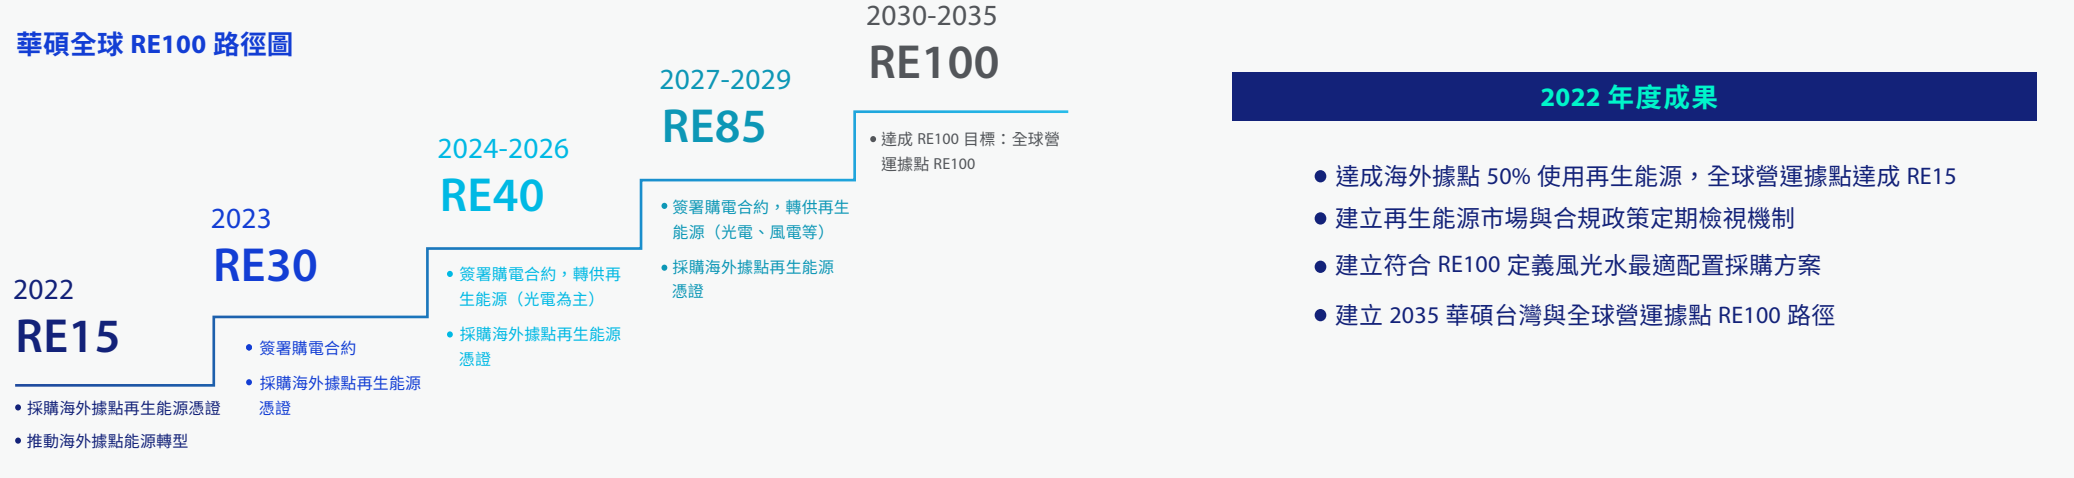 華碩全球 RE100 路徑圖
2022
RE15
• 採購海外據點再生能源憑證
• 推動海外據點能源轉型
2023
RE30
• 簽署購電合約
• 採購海外據點再生能源
憑證
2024-2026
RE40
• 簽署購電合約，轉供再
生能源（光電為主）
• 採購海外據點再生能源
憑證
2027-2029
RE85
• 簽署購電合約，轉供再生
能源（光電、風電等）
• 採購海外據點再生能源
憑證
2030-2035
RE100
• 達成 RE100 目標：全球營
運據點 RE100
2022 年度成果
• 達成海外據點 50% 使用再生能源，全球營運據點達成 RE15
• 建立再生能源市場與合規政策定期檢視機制
• 建立符合 RE100 定義風光水最適配置採購方案
• 建立 2035 華碩台灣與全球營運據點 RE100 路徑